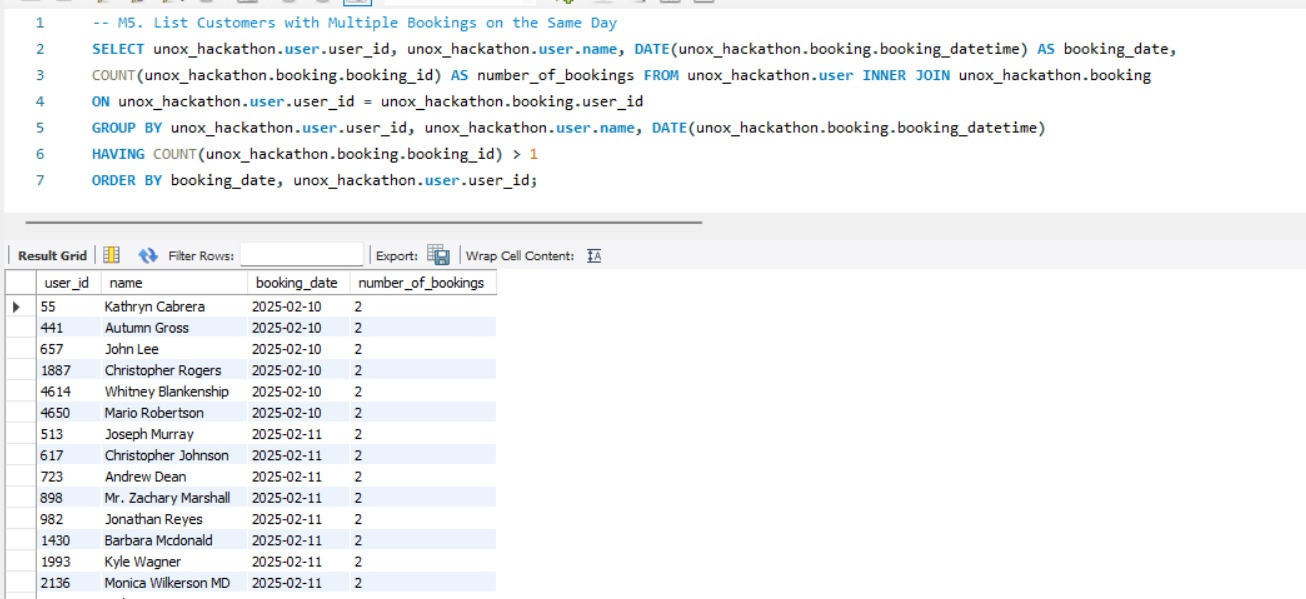 1 -- M5. List Customers with Multiple Bookings on the Same Day
2 SELECT unox_hackathon.user.user_id, unox_hackathon.user.name, DATE(unox_hackathon.booking.booking_datetime) AS booking_date,
3 COUNT(unox_hackathon.booking.booking_id) AS number_of_bookings FROM unox_hackathon.user INNER JOIN unox_hackathon.booking
4 ON unox_hackathon.user.user_id = unox_hackathon.booking.user_id
5 GROUP BY unox_hackathon.user.user_id, unox_hackathon.user.name, DATE(unox_hackathon.booking.booking_datetime)
6 HAVING COUNT(unox_hackathon.booking.booking_id) > 1
7 ORDER BY booking_date, unox_hackathon.user.user_id;
Result Grid Filter Rows: Export: Wrap Cell Content:
user_id name booking_date number_of_bookings
55 Kathryn Cabrera 2025-02-10 2
441 Autumn Gross 2025-02-10 2
657 John Lee 2025-02-10 2
1887 Christopher Rogers 2025-02-10 2
4614 Whitney Blankenship 2025-02-10 2
4650 Mario Robertson 2025-02-10 2
513 Joseph Murray 2025-02-11 2
617 Christopher Johnson 2025-02-11 2
723 Andrew Dean 2025-02-11 2
898 Mr. Zachary Marshall 2025-02-11 2
982 Jonathan Reyes 2025-02-11 2
1430 Barbara Mcdonald 2025-02-11 2
1993 Kyle Wagner 2025-02-11 2
2136 Monica Wilkerson MD 2025-02-11 2